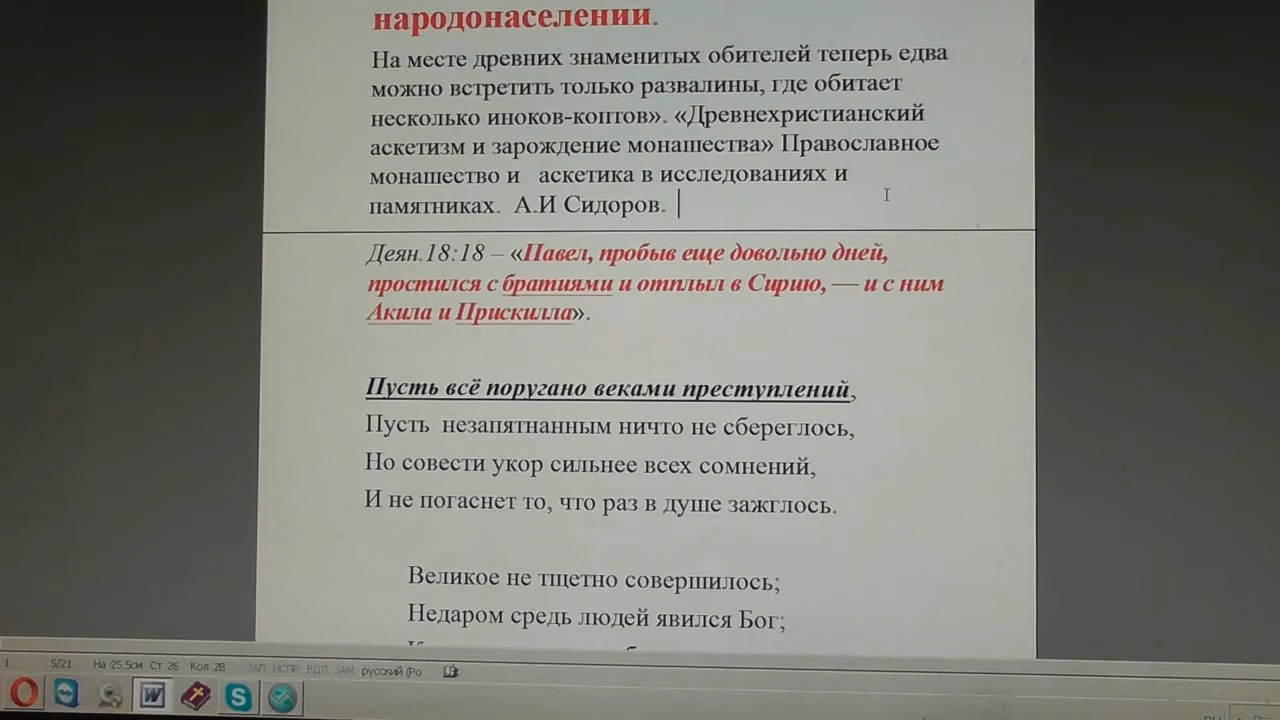 народонаселении.
На месте древних знаменитых обителей теперь едва
можно встретить только развалины, где обитает
несколько иноков-коптов». «Древнехристианский
аскетизм и зарождение монашества» Православное
монашество и аскетика в исследованиях и
памятниках. А.И Сидоров.
Деян.18:18 – «Павел, пробыв еще довольно дней,
простился с братиями и отплыл в Сирию, — и с ним
Акила и Прискилла».
Пусть всё поругано веками преступлений,
Пусть незапятнанным ничто не сбереглось,
Но совести укор сильнее всех сомнений,
И не погаснет то, что раз в душе зажглось.
Великое не тщетно совершилось;
Недаром средь людей явился Бог;
1 5/21 На 25,5см Ст 26 Кол 28 ЗАП ИСПР ВДЛ ЗАМ русский (Ро